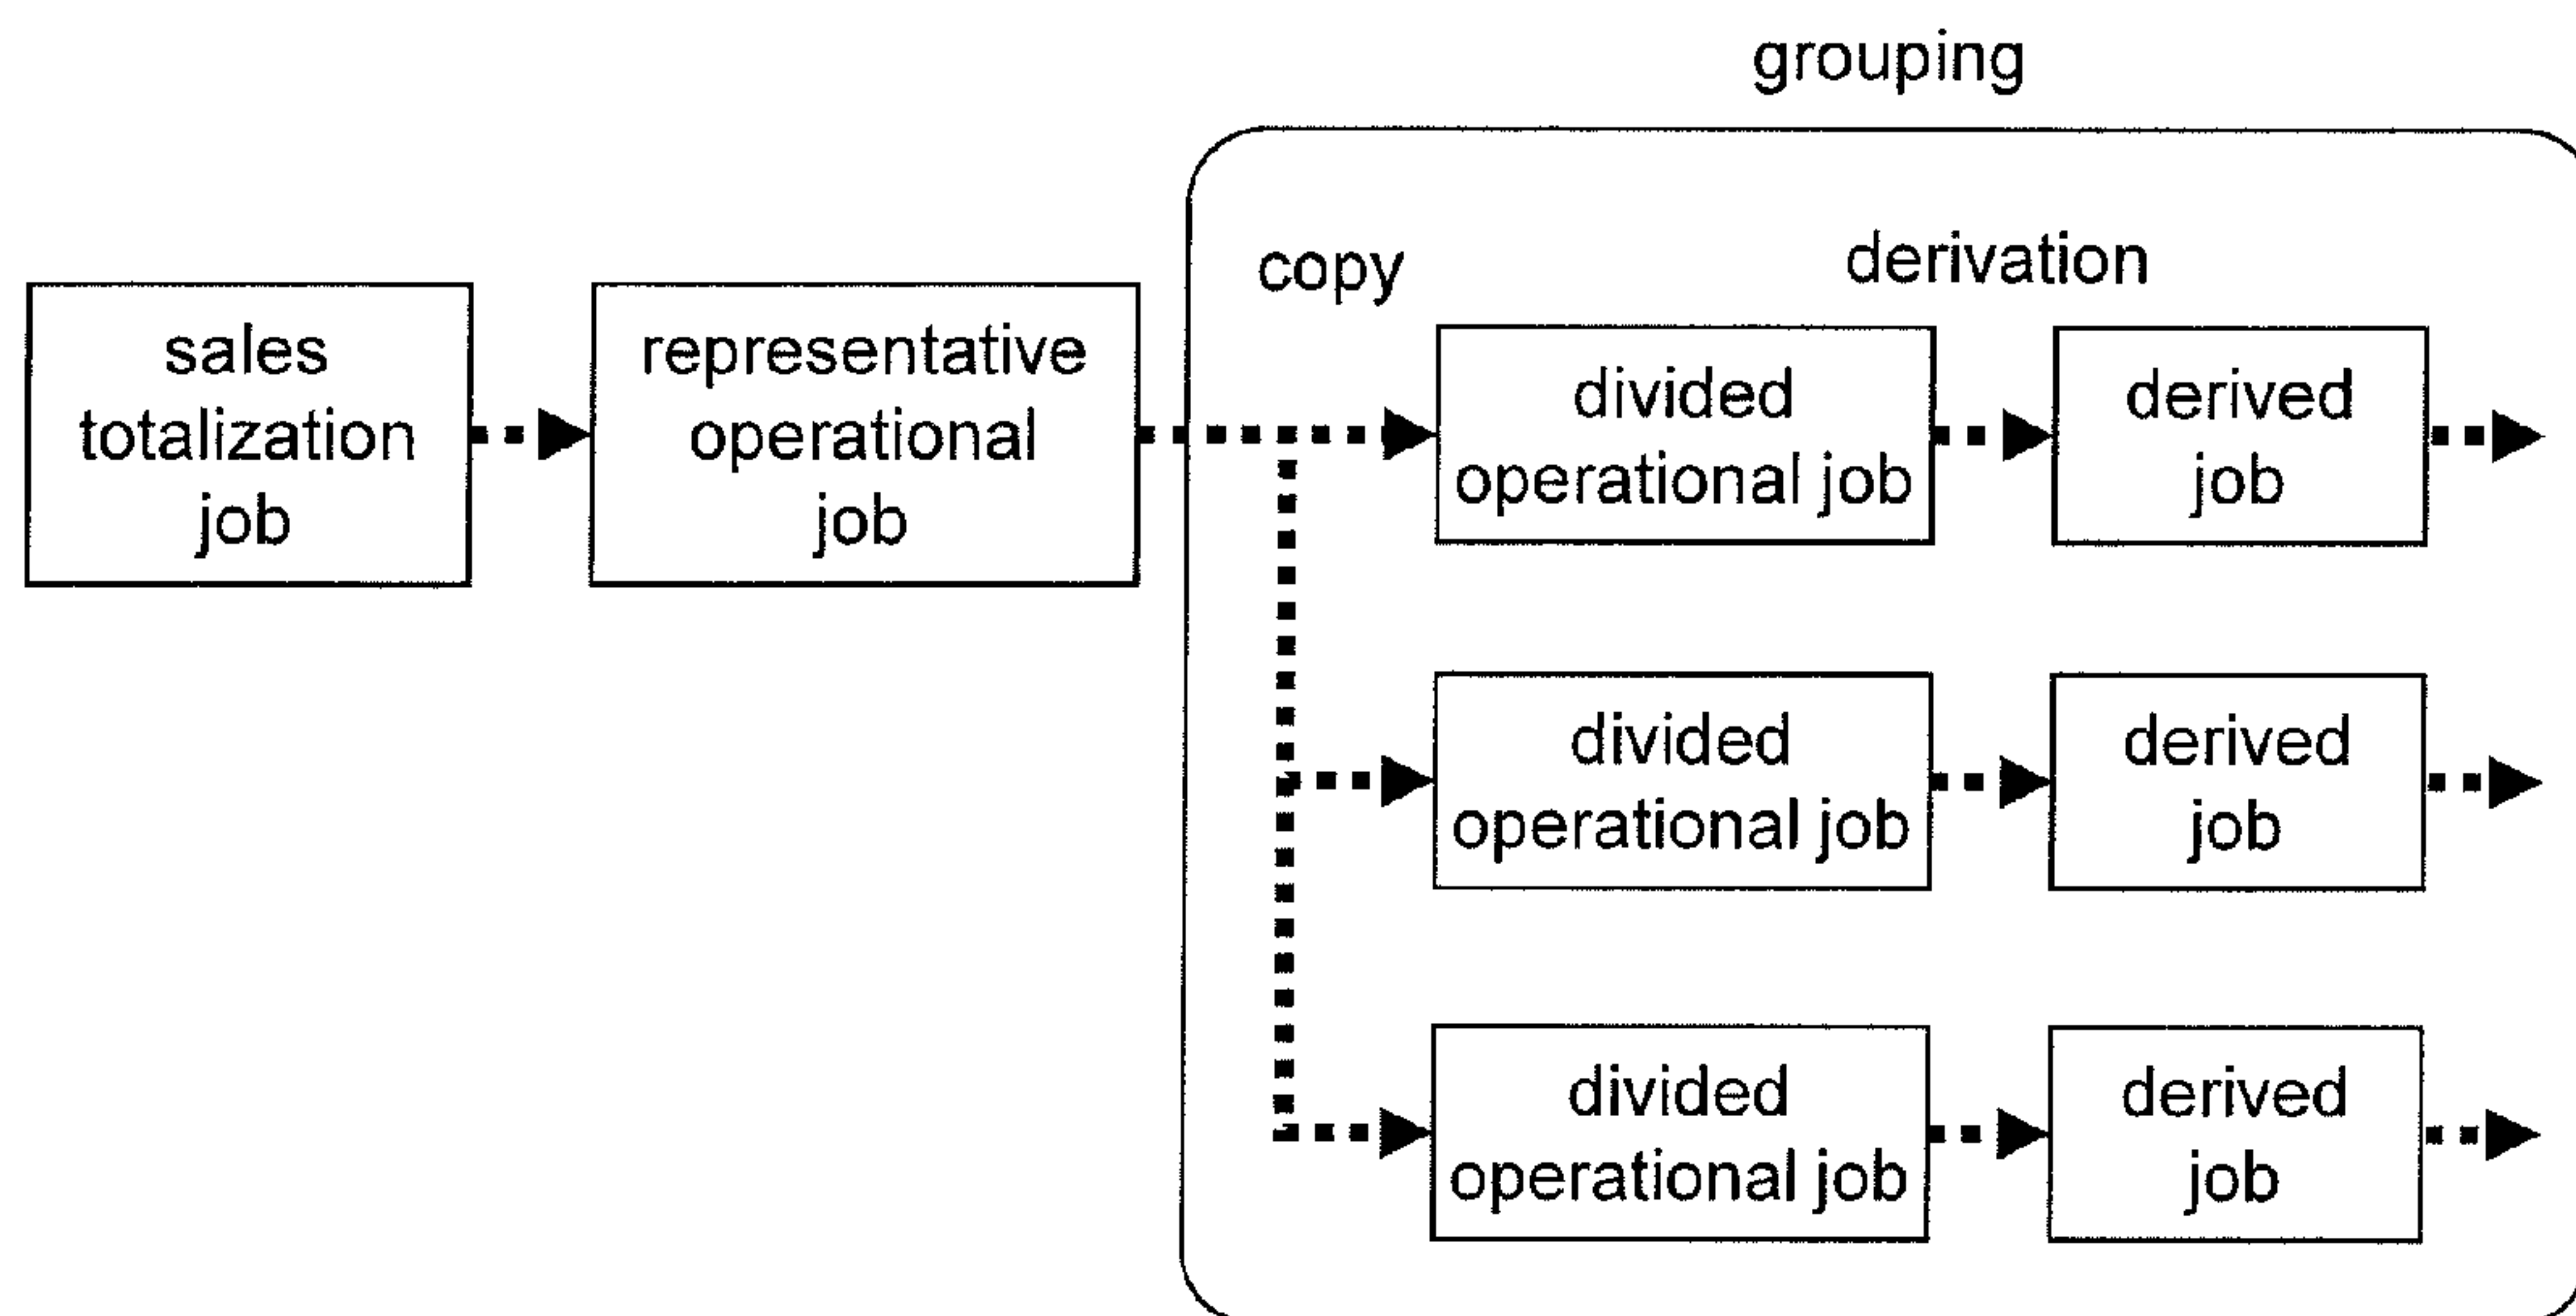 grouping
copy
derivation
sales
totalization
job
representative
operational
job
divided
operational job
derived
job
divided
operational job
derived
job
divided
operational job
derived
job